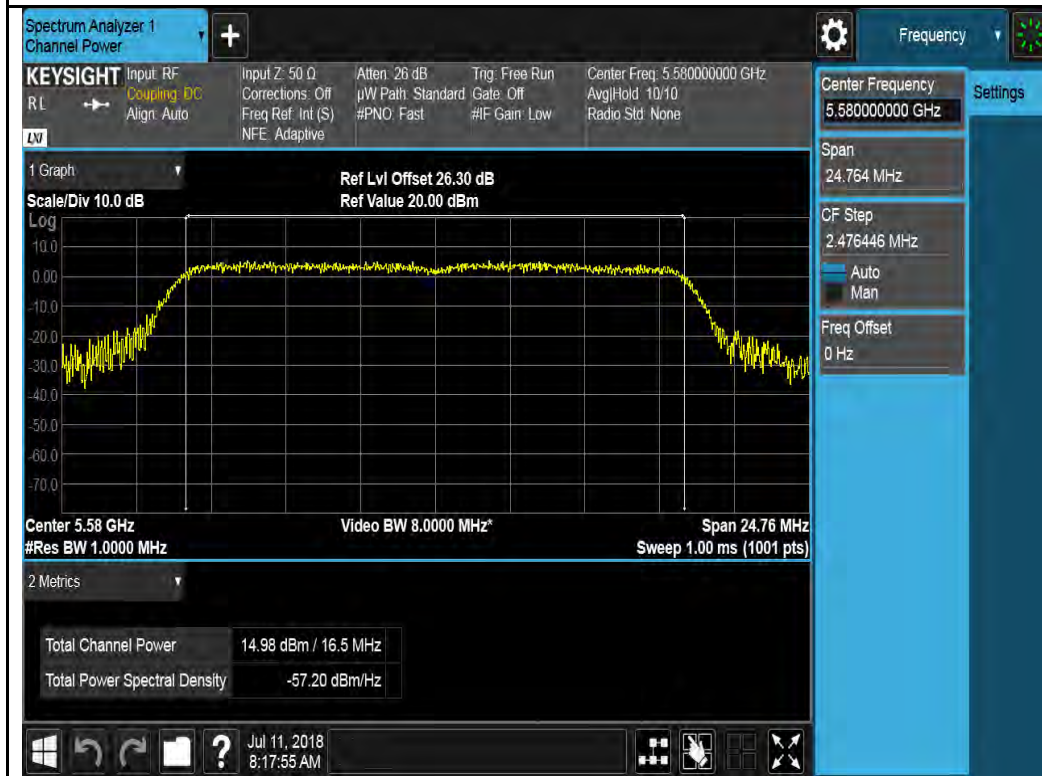 Spectrum Analyzer 1
Channel Power
+
Frequency
KEYSIGHT
RL
LXI
Input: RF
Coupling: DC
Align: Auto
Input Z: 50 Ω
Corrections: Off
Freq Ref: Int (S)
NFE: Adaptive
Atten: 26 dB
µW Path: Standard
#PNO: Fast
Trig: Free Run
Gate: Off
#IF Gain: Low
Center Freq: 5.580000000 GHz
Avg|Hold: 10/10
Radio Std: None
Center Frequency
5.580000000 GHz
Settings
Span
24.764 MHz
CF Step
2.476446 MHz
Auto
Man
Freq Offset
0 Hz
1 Graph
Scale/Div 10.0 dB
Ref Lvl Offset 26.30 dB
Ref Value 20.00 dBm
Log
10.0
0.00
-10.0
-20.0
-30.0
-40.0
-50.0
-60.0
-70.0
Center 5.58 GHz
#Res BW 1.0000 MHz
Video BW 8.0000 MHz*
Span 24.76 MHz
Sweep 1.00 ms (1001 pts)
2 Metrics
Total Channel Power 14.98 dBm / 16.5 MHz
Total Power Spectral Density -57.20 dBm/Hz
?
Jul 11, 2018
8:17:55 AM